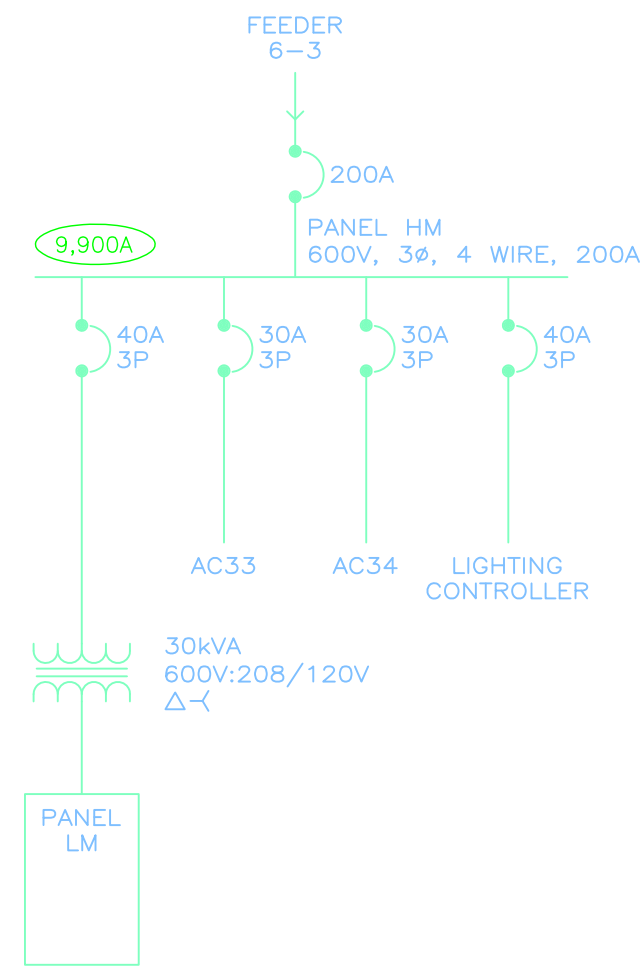 FEEDER
6-3
200A
9,900A
PANEL HM
600V, 3ø, 4 WIRE, 200A
40A
3P
30A
3P
30A
3P
40A
3P
AC33
AC34
LIGHTING
CONTROLLER
30kVA
600V:208/120V
PANEL
LM